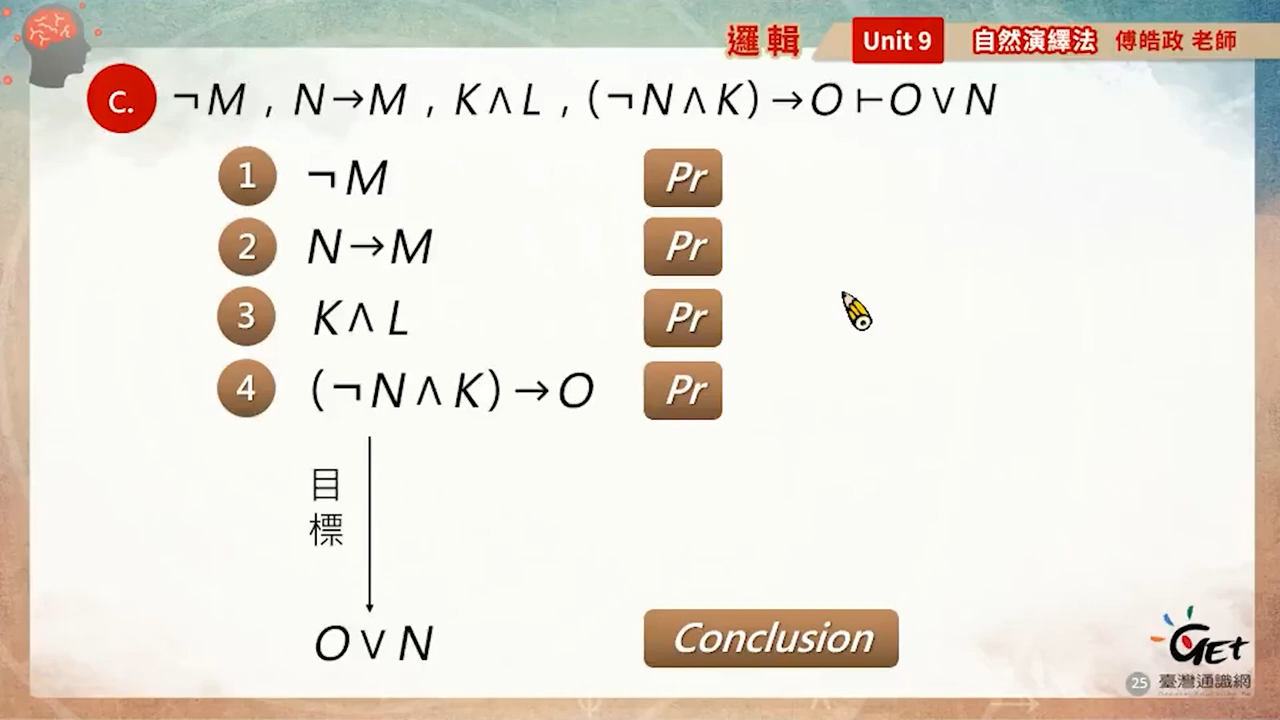 邏輯 Unit 9 自然演繹法 傅皓政 老師
C. ¬M , N→M , K∧L , (¬N∧K)→O⊢O∨N
1 ¬M Pr
2 N→M Pr
3 K∧L Pr
4 (¬N∧K)→O Pr
目
標
O∨N Conclusion
GET
25 臺灣通識網